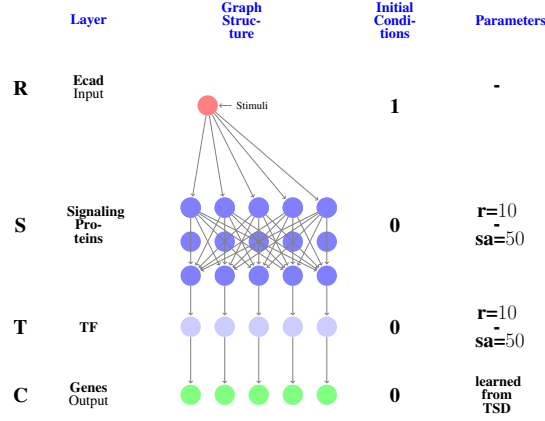 Layer
Graph
Struc-
ture
Initial
Condi-
tions
Parameters
R
Ecad
Input
← Stimuli
1
-
S
Signaling
Pro-
teins
0
r=10
-
sa=50
T
TF
0
r=10
-
sa=50
C
Genes
Output
0
learned
from
TSD